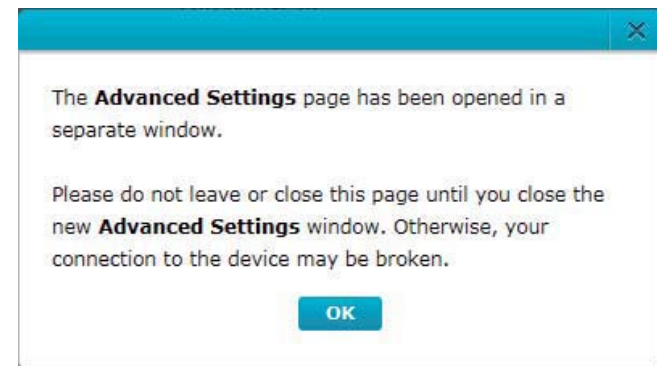 The Advanced Settings page has been opened in a
separate window.
Please do not leave or close this page until you close the
new Advanced Settings window. Otherwise, your
connection to the device may be broken.
OK